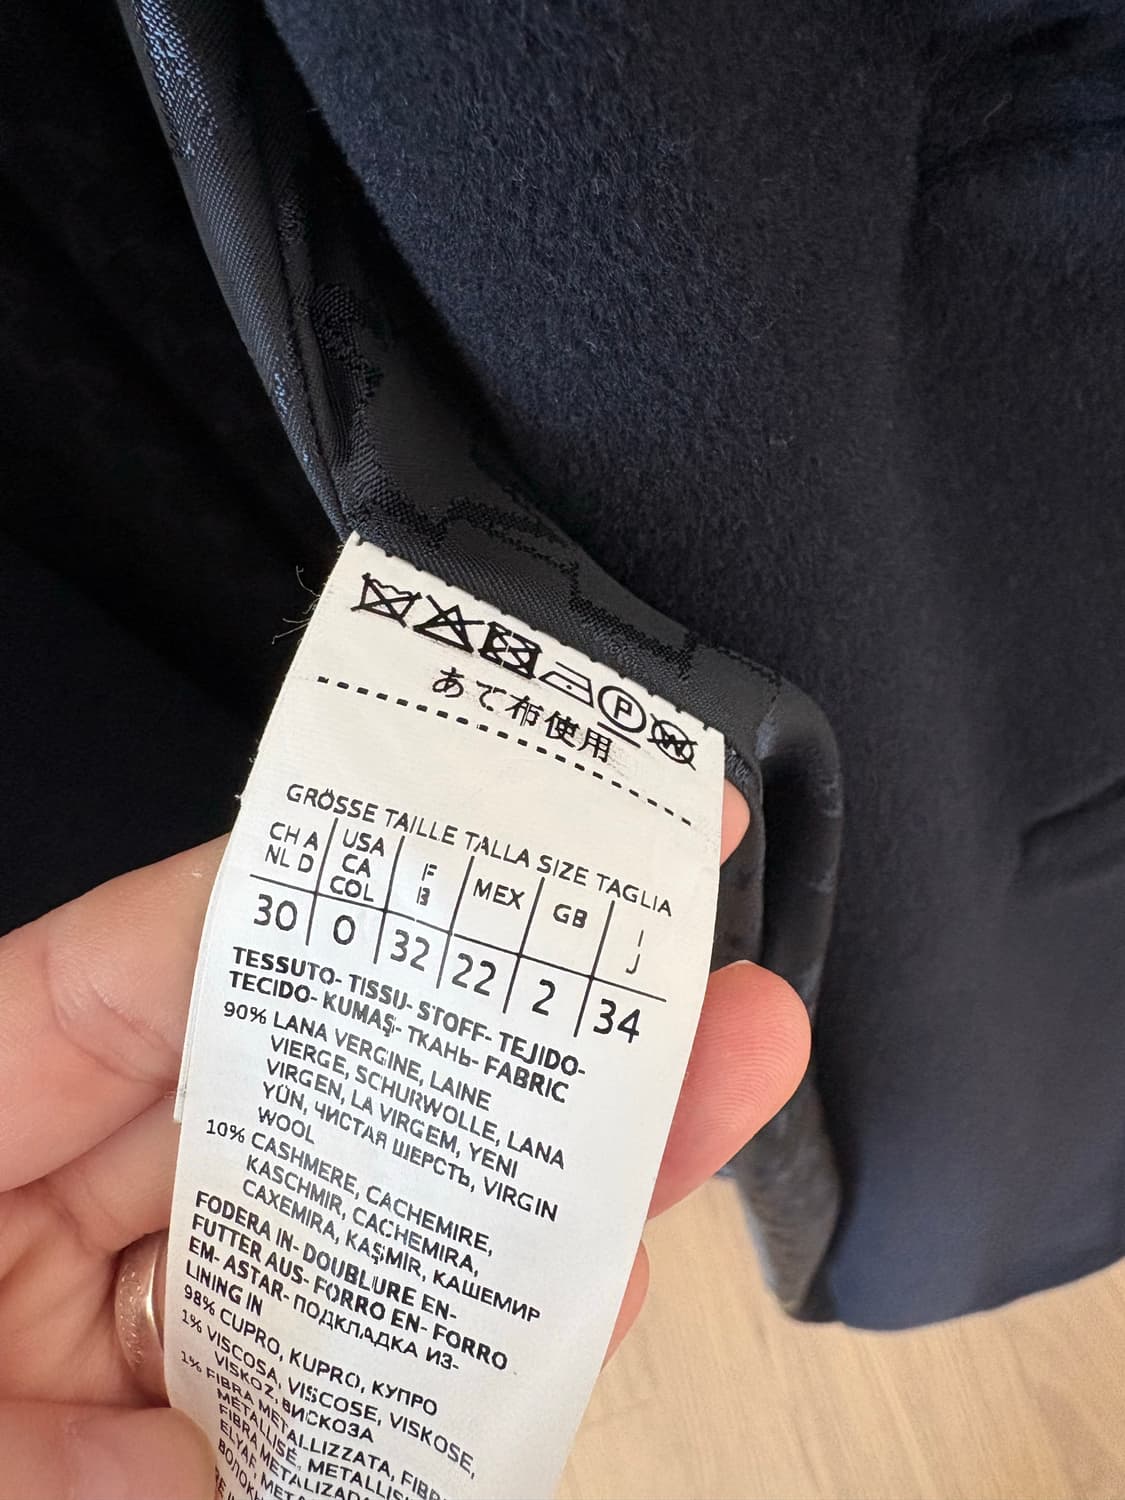 P
W
あて布使用
GRÖSSE TAILLE TALLA SIZE TAGLIA
CH A NL D | USA CA COL | F B | MEX | GB | I J
30 | 0 | 32 | 22 | 2 | 34
TESSUTO- TISSU- STOFF- TEJIDO-
TECIDO- KUMAŞ- ТКАНЬ- FABRIC
90% LANA VERGINE, LAINE
VIERGE, SCHURWOLLE, LANA
VIRGEN, LA VIRGEM, YENI
YÜN, ЧИСТАЯ ШЕРСТЬ, VIRGIN
WOOL
10% CASHMERE, CACHEMIRE,
KASCHMIR, CACHEMIRA,
CAXEMIRA, KAŞMIR, КАШЕМИР
FODERA IN- DOUBLURE EN-
FUTTER AUS- FORRO EN- FORRO
EM- ASTAR- ПОДКЛАДКА ИЗ-
LINING IN
98% CUPRO, KUPRO, КУПРО
1% VISCOSA, VISCOSE, VISKOSE,
VISKOZ, ВИСКОЗА
1% FIBRA METALLIZZATA, FIBRE
MÉTALLISÉ, METALLIS
FIBRA METALIZADA
ELYAF